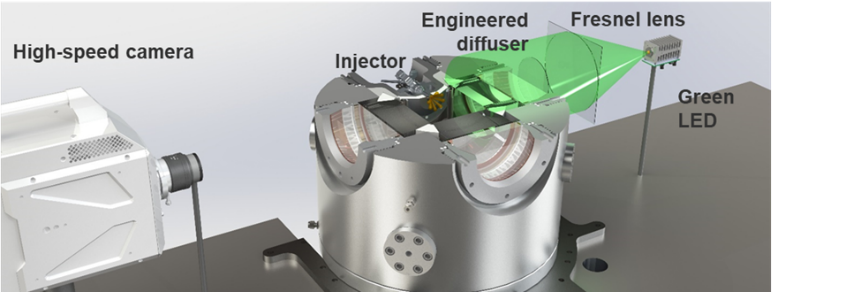 High-speed camera
Injector
Engineered
diffuser
Fresnel lens
Green
LED